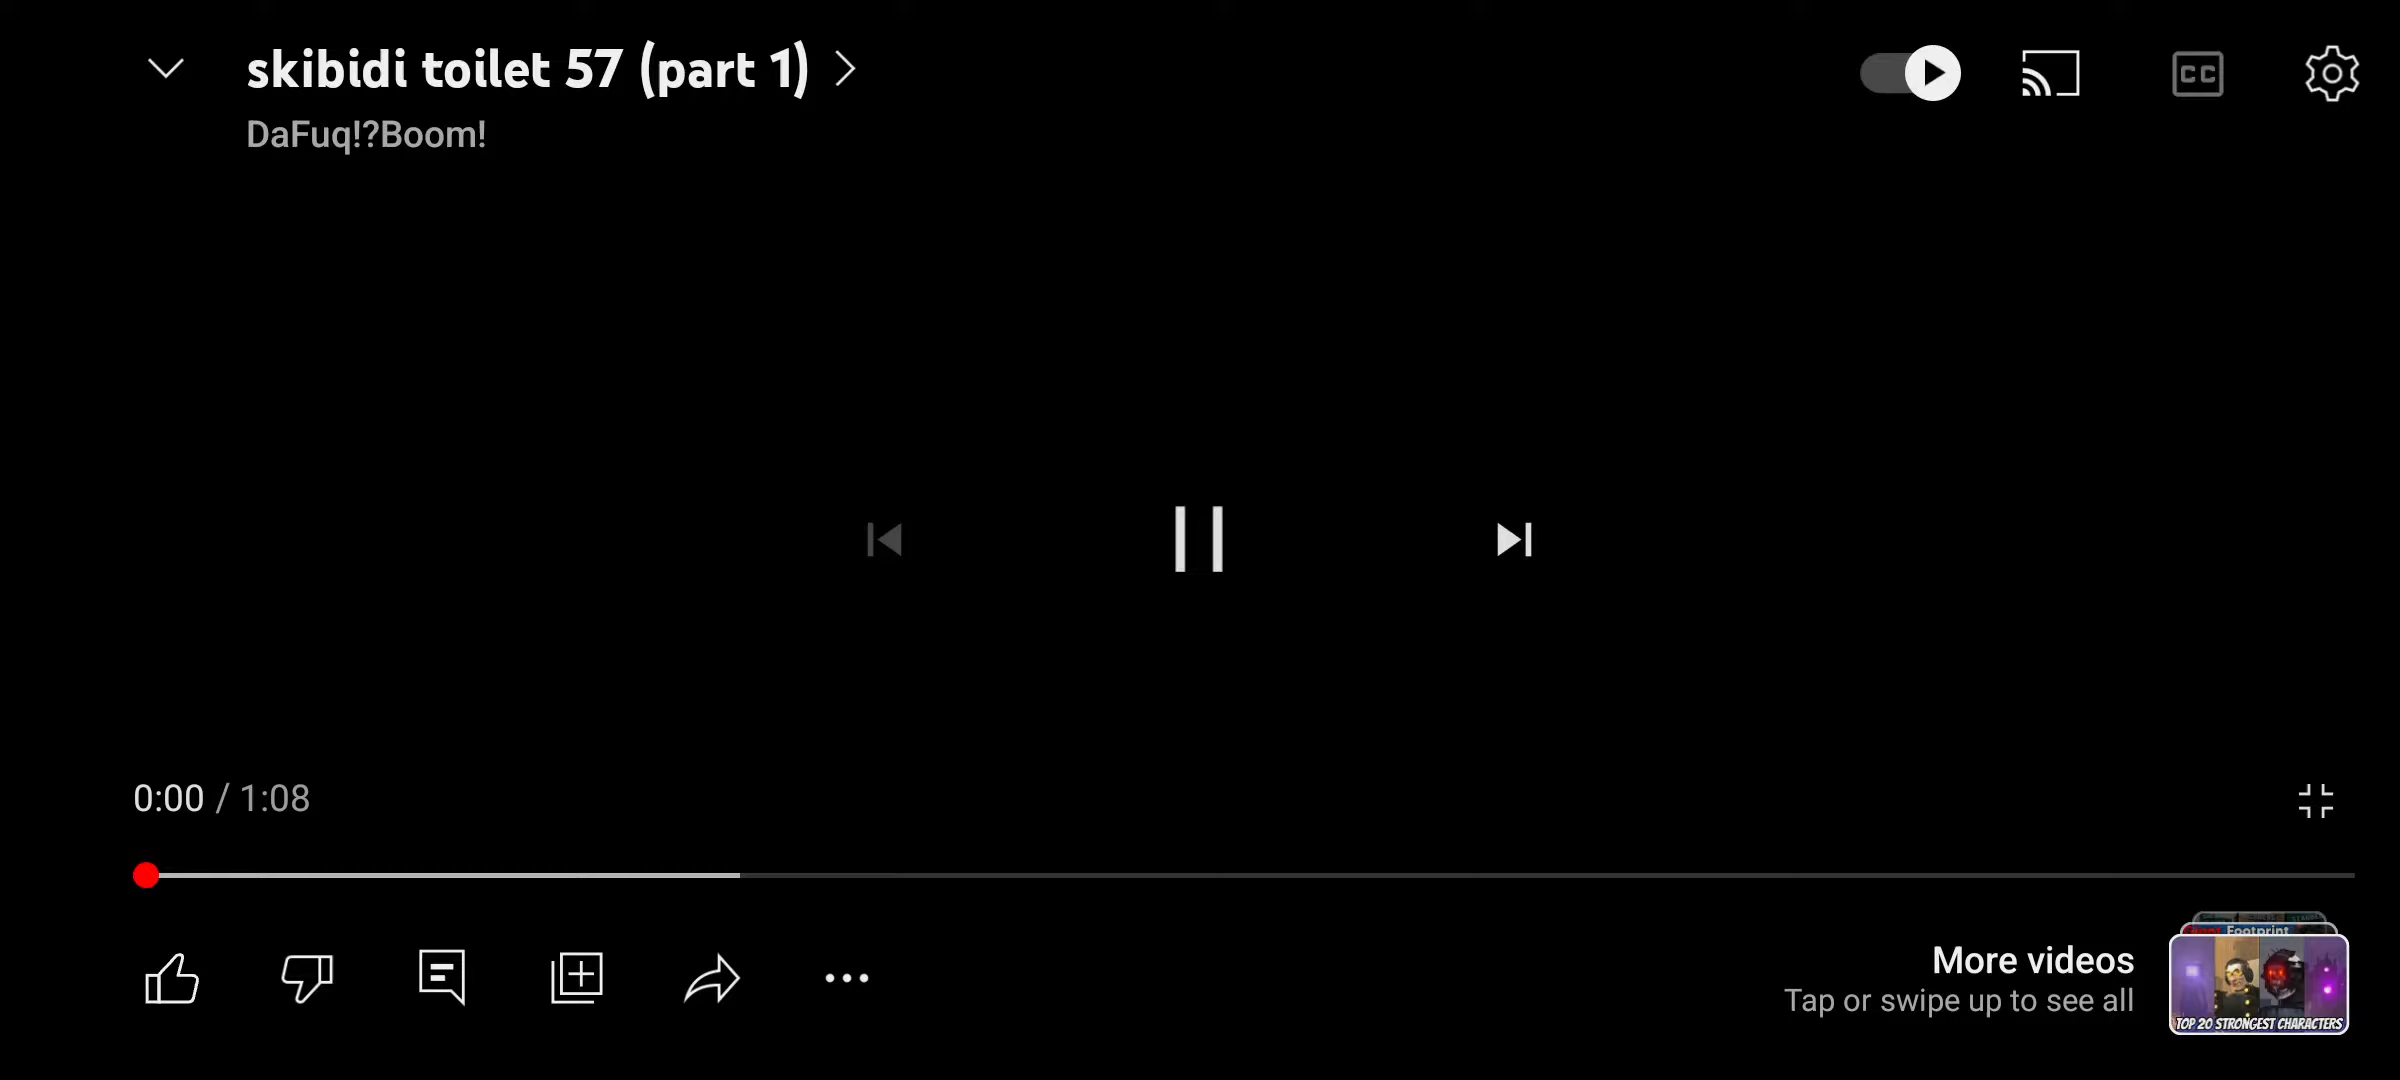 skibidi toilet 57 (part 1)
DaFuq!?Boom!
CC
0:00 / 1:08
More videos
Tap or swipe up to see all
Footprint
TOP 20 STRONGEST CHARACTERS